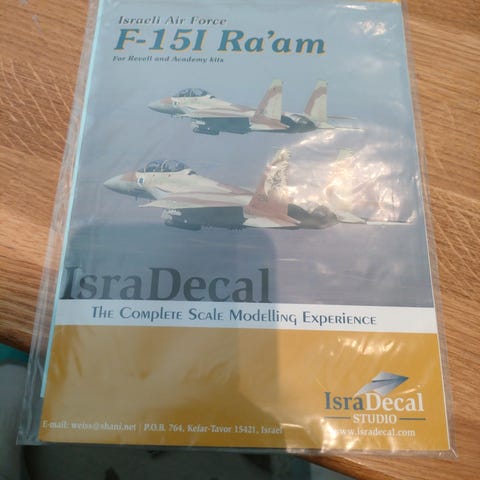 Israeli Air Force
F-15I Ra'am
For Revell and Academy kits
IsraDecal
The Complete Scale Modelling Experience
IsraDecal
STUDIO
E-mail: weiss@shani.net | P.O.B. 764, Kefar-Tavor 15421, Israel
www.isradecal.com